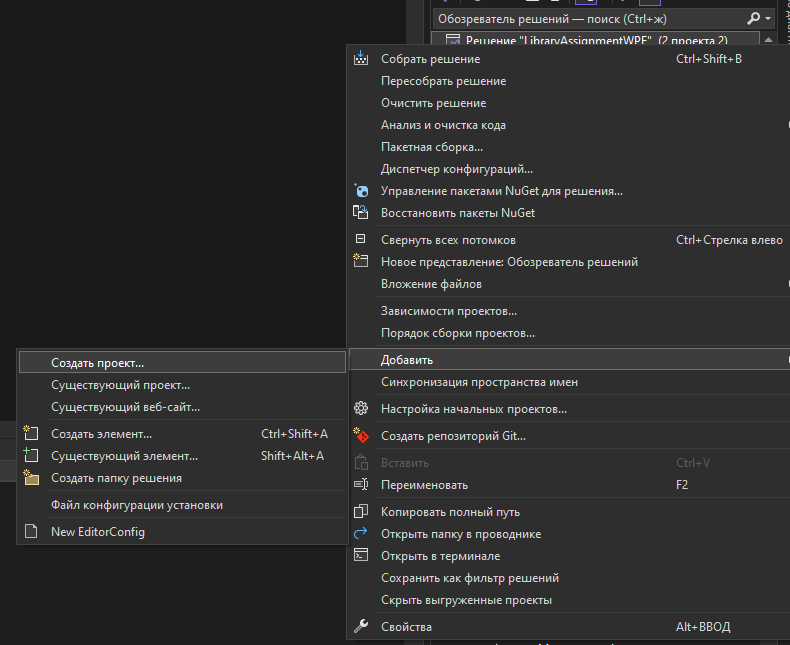 Обозреватель решений — поиск (Ctrl+ж)
Решение "LibraryAssignmentWPF" (2 проекта 2)
Собрать решение Ctrl+Shift+B
Пересобрать решение
Очистить решение
Анализ и очистка кода
Пакетная сборка...
Диспетчер конфигураций...
Управление пакетами NuGet для решения...
Восстановить пакеты NuGet
Свернуть всех потомков Ctrl+Стрелка влево
Новое представление: Обозреватель решений
Вложение файлов
Зависимости проектов...
Порядок сборки проектов...
Добавить
Синхронизация пространства имен
Настройка начальных проектов...
Создать репозиторий Git...
Вставить Ctrl+V
Переименовать F2
Копировать полный путь
Открыть папку в проводнике
Открыть в терминале
Сохранить как фильтр решений
Скрыть выгруженные проекты
Свойства Alt+ВВОД
Создать проект...
Существующий проект...
Существующий веб-сайт...
Создать элемент... Ctrl+Shift+A
Существующий элемент... Shift+Alt+A
Создать папку решения
Файл конфигурации установки
New EditorConfig